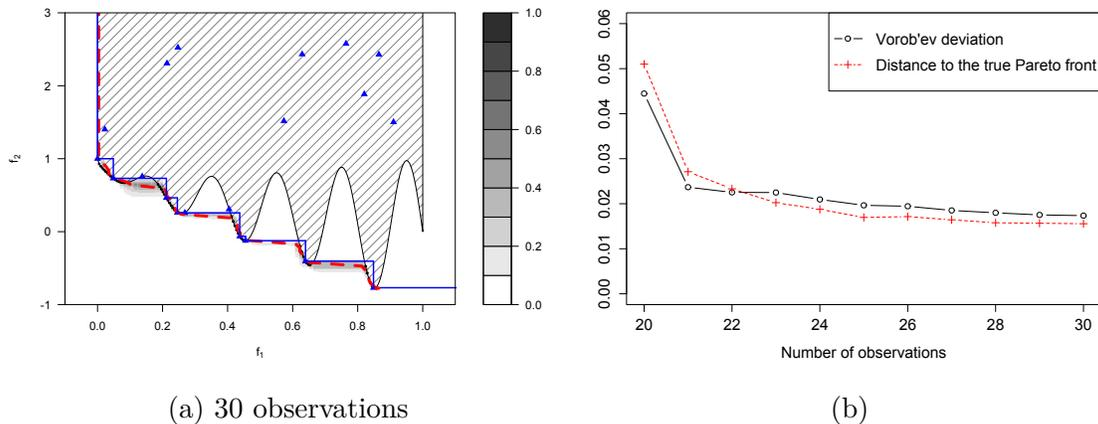 3
2
1
0
-1
f2
0.0 0.2 0.4 0.6 0.8 1.0
f1
1.0
0.8
0.6
0.4
0.2
0.0
(a) 30 observations
0.06
0.05
0.04
0.03
0.02
0.01
0.00
Vorob'ev deviation
Distance to the true Pareto front
20 22 24 26 28 30
Number of observations
(b)